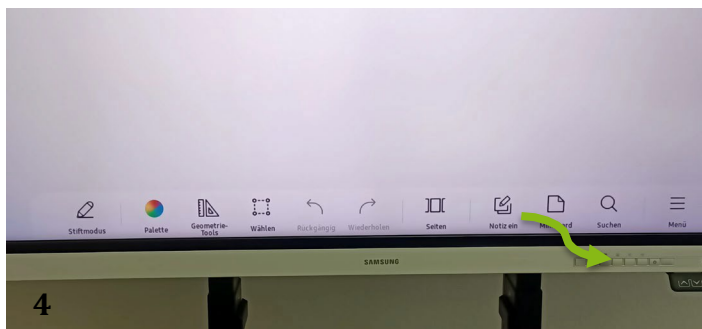 Stiftmodus
Palette
Geometrie-
Tools
Wählen
Rückgängig
Wiederholen
Seiten
Notiz ein
Suchen
Menü
SAMSUNG
4